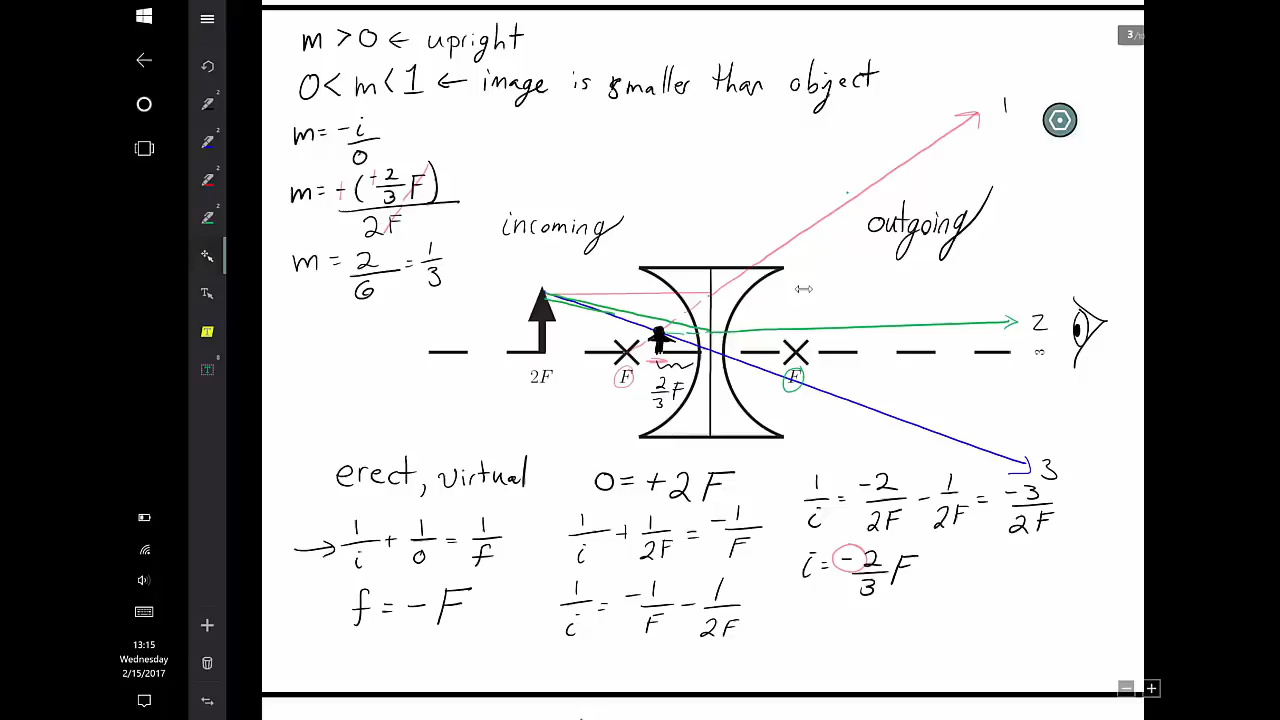 m > 0 ← upright
0 < m < 1 ← image is smaller than object
m = -i/o
m = +(+2/3 F)/2F
m = 2/6 = 1/3
incoming
outgoing
1
2
∞
3
2F
F
F
2/3 F
erect, virtual
→ 1/i + 1/o = 1/f
f = -F
o = +2F
1/i + 1/2F = -1/F
1/i = -1/F - 1/2F
1/i = -2/2F - 1/2F = -3/2F
i = -2/3 F
3
13:15
Wednesday
2/15/2017